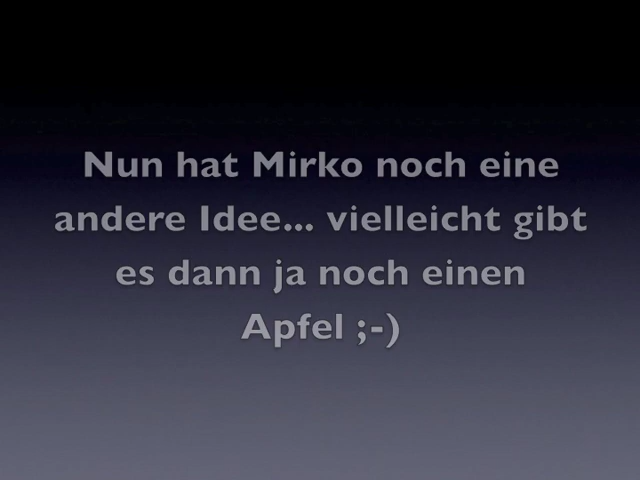 Nun hat Mirko noch eine
andere Idee... vielleicht gibt
es dann ja noch einen
Apfel ;-)